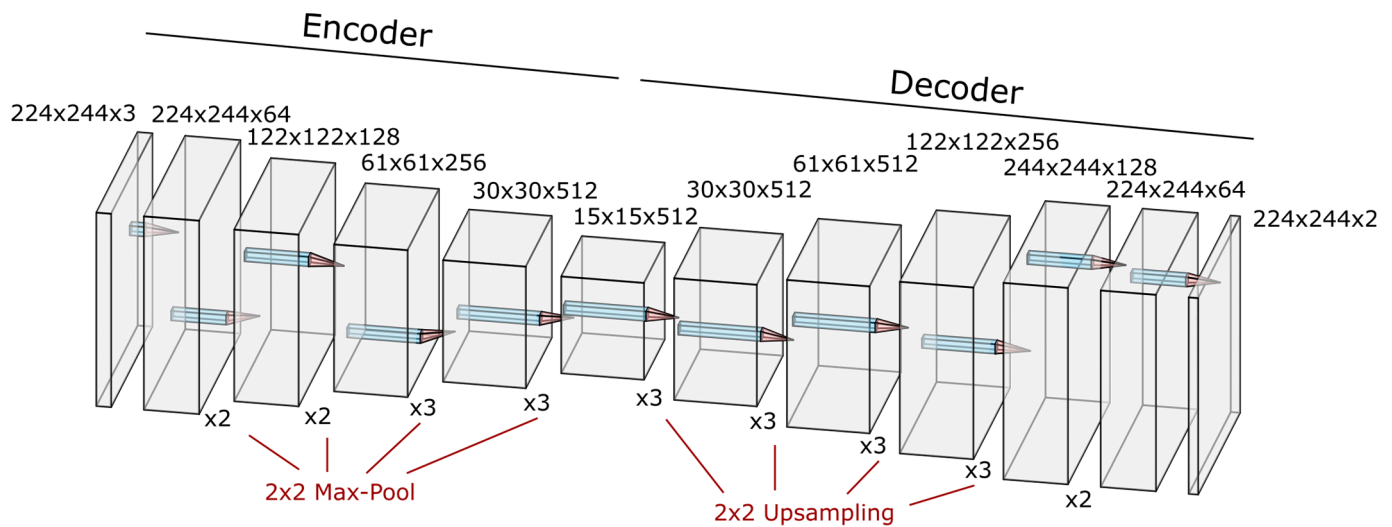 Encoder
Decoder
224x244x3
224x244x64
122x122x128
61x61x256
30x30x512
15x15x512
30x30x512
61x61x512
122x122x256
244x244x128
224x244x64
224x244x2
x2
x2
x3
x3
x3
x3
x3
x3
x2
2x2 Max-Pool
2x2 Upsampling